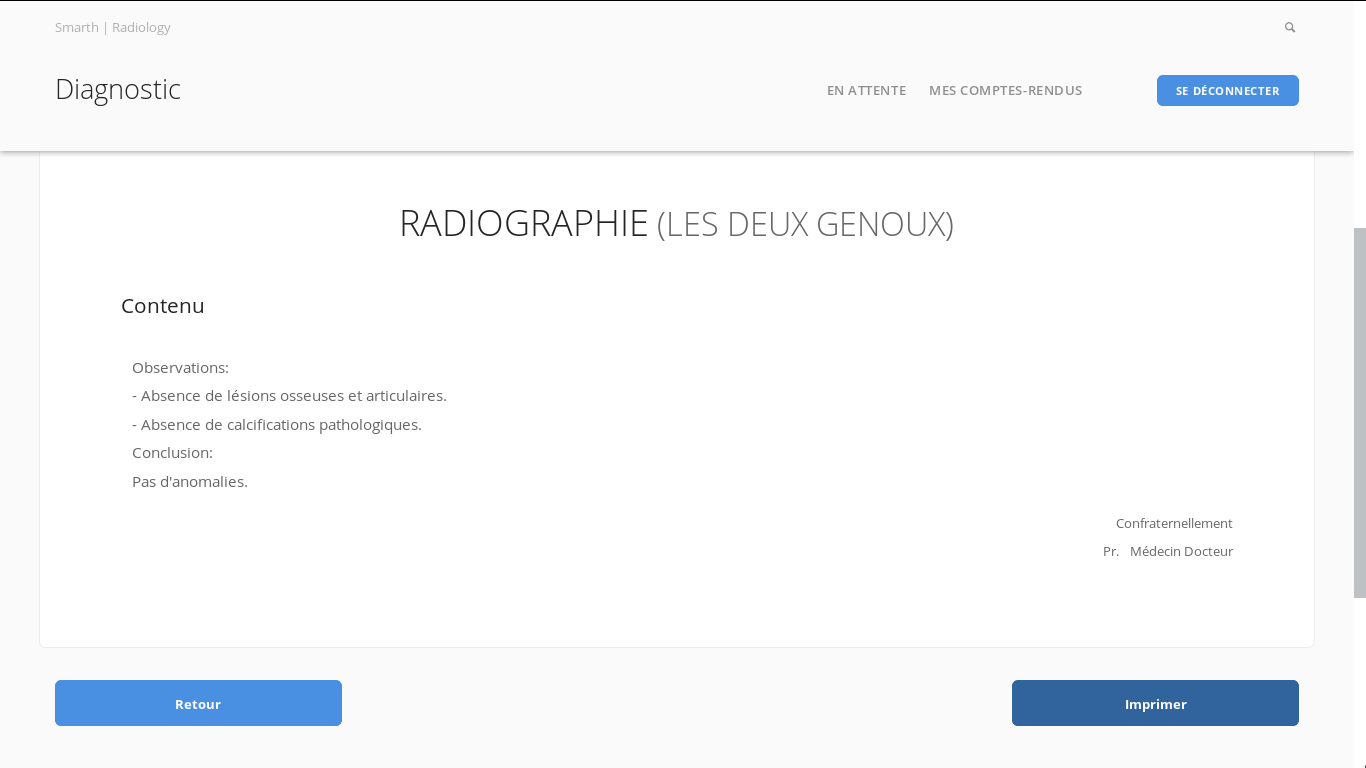 Smarth | Radiology
Diagnostic
EN ATTENTE
MES COMPTES-RENDUS
SE DÉCONNECTER
RADIOGRAPHIE (LES DEUX GENOUX)
Contenu
Observations:
- Absence de lésions osseuses et articulaires.
- Absence de calcifications pathologiques.
Conclusion:
Pas d'anomalies.
Confraternellement
Pr. Médecin Docteur
Retour
Imprimer